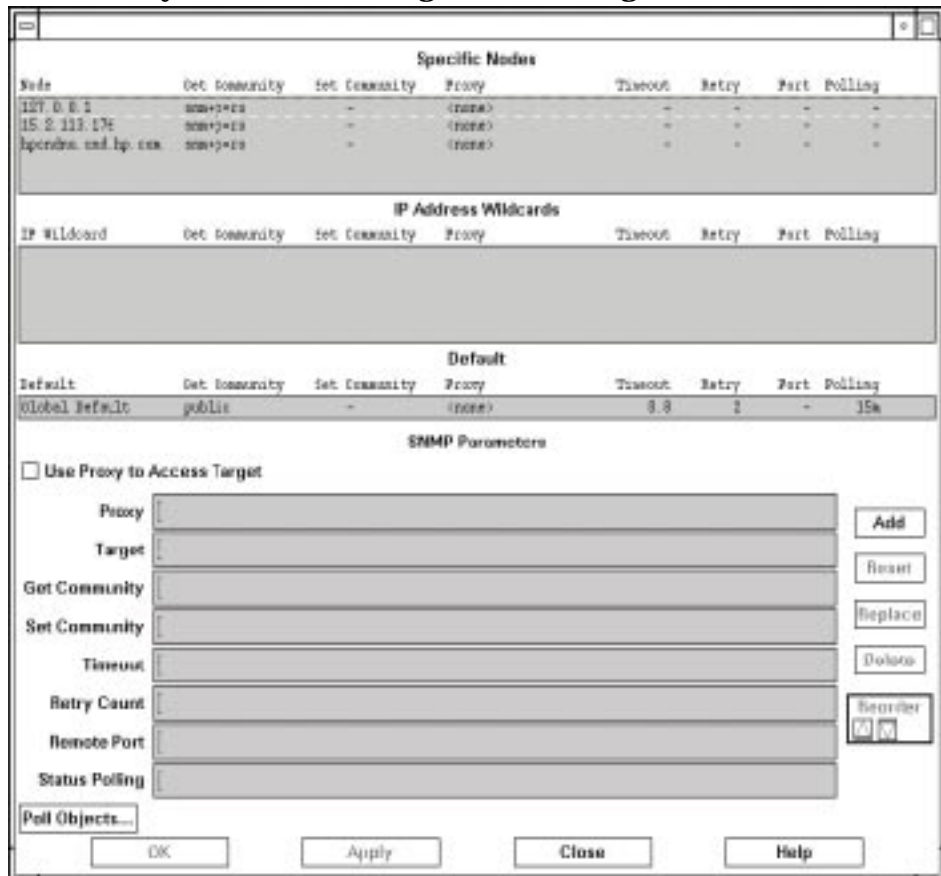 Specific Nodes
Node Get Community Set Community Proxy Timeout Retry Port Polling
127.0.0.1 - <none> - - - -
15.2.113.17 - <none> - - - -
- <none> - - - -
IP Address Wildcards
IP Wildcard Get Community Set Community Proxy Timeout Retry Port Polling
Default
Default Get Community Set Community Proxy Timeout Retry Port Polling
Global Default public - <none> 2 - 15m
SNMP Parameters
Use Proxy to Access Target
Proxy
Add
Target
Reset
Get Community
Replace
Set Community
Timeout
Delete
Retry Count
Reorder
Remote Port
Status Polling
Poll Objects...
OK Apply Close Help